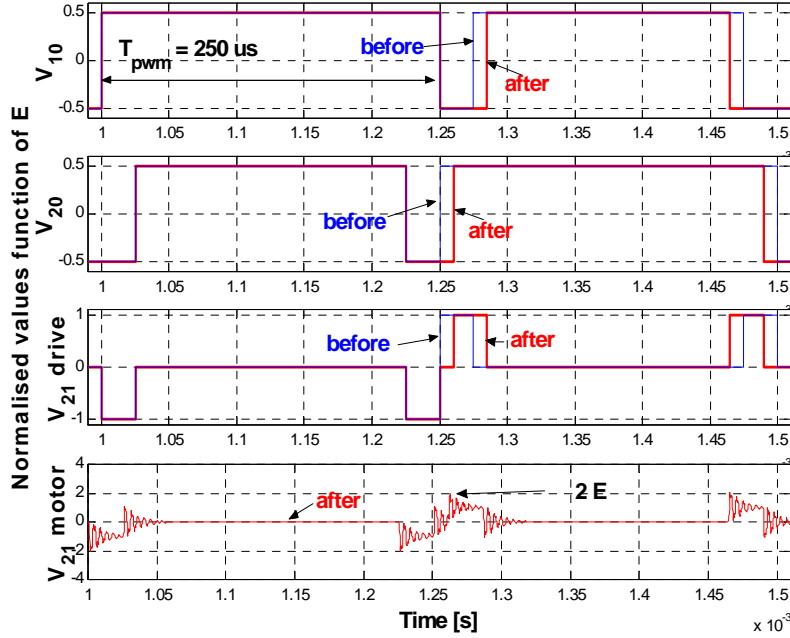 Normalised values function of E
V10
0.5
0
-0.5
T pwm = 250 us
before
after
1 1.05 1.1 1.15 1.2 1.25 1.3 1.35 1.4 1.45 1.5
V20
0.5
0
-0.5
before
after
1 1.05 1.1 1.15 1.2 1.25 1.3 1.35 1.4 1.45 1.5
V21 drive
1
0
-1
before
after
1 1.05 1.1 1.15 1.2 1.25 1.3 1.35 1.4 1.45 1.5
V21 motor
4
2
0
-2
-4
after
2 E
1 1.05 1.1 1.15 1.2 1.25 1.3 1.35 1.4 1.45 1.5
Time [s]
x 10-3